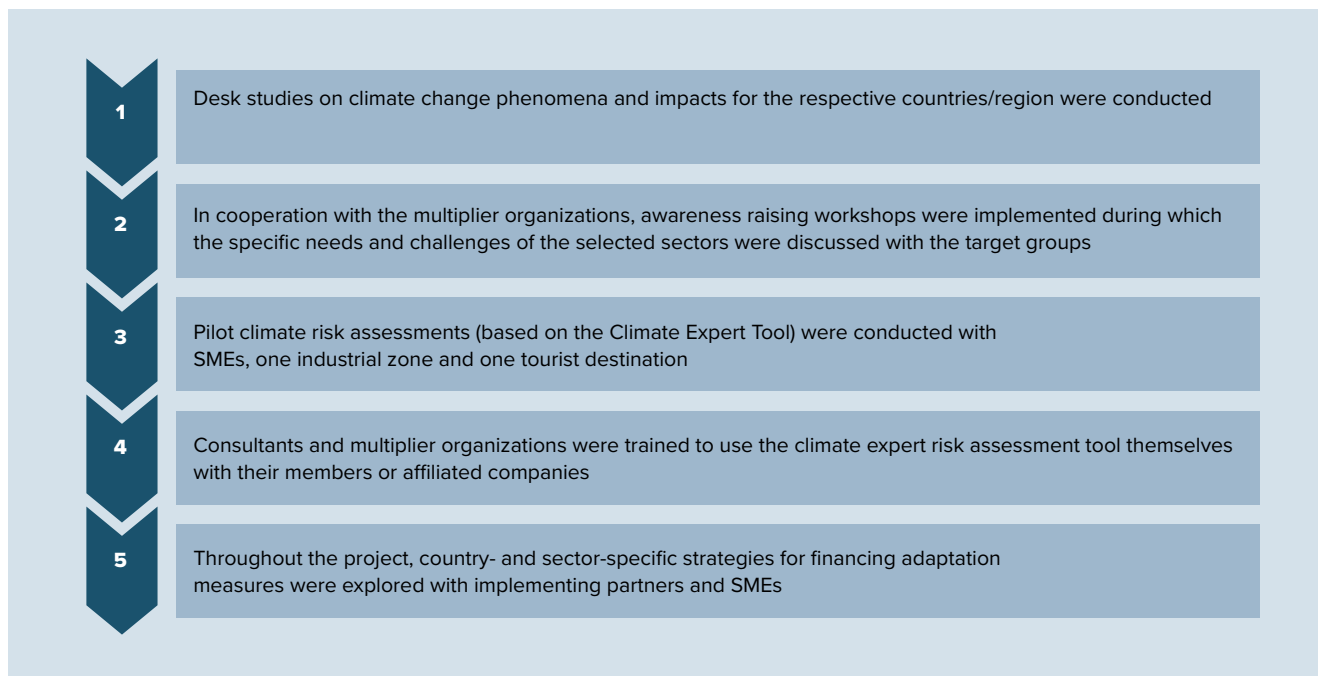 1
Desk studies on climate change phenomena and impacts for the respective countries/region were conducted
2
In cooperation with the multiplier organizations, awareness raising workshops were implemented during which
the specific needs and challenges of the selected sectors were discussed with the target groups
3
Pilot climate risk assessments (based on the Climate Expert Tool) were conducted with
SMEs, one industrial zone and one tourist destination
4
Consultants and multiplier organizations were trained to use the climate expert risk assessment tool themselves
with their members or affiliated companies
5
Throughout the project, country- and sector-specific strategies for financing adaptation
measures were explored with implementing partners and SMEs